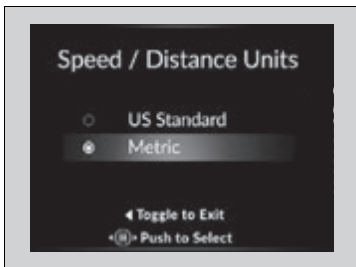 Speed / Distance Units
US Standard
Metric
Toggle to Exit
Push to Select